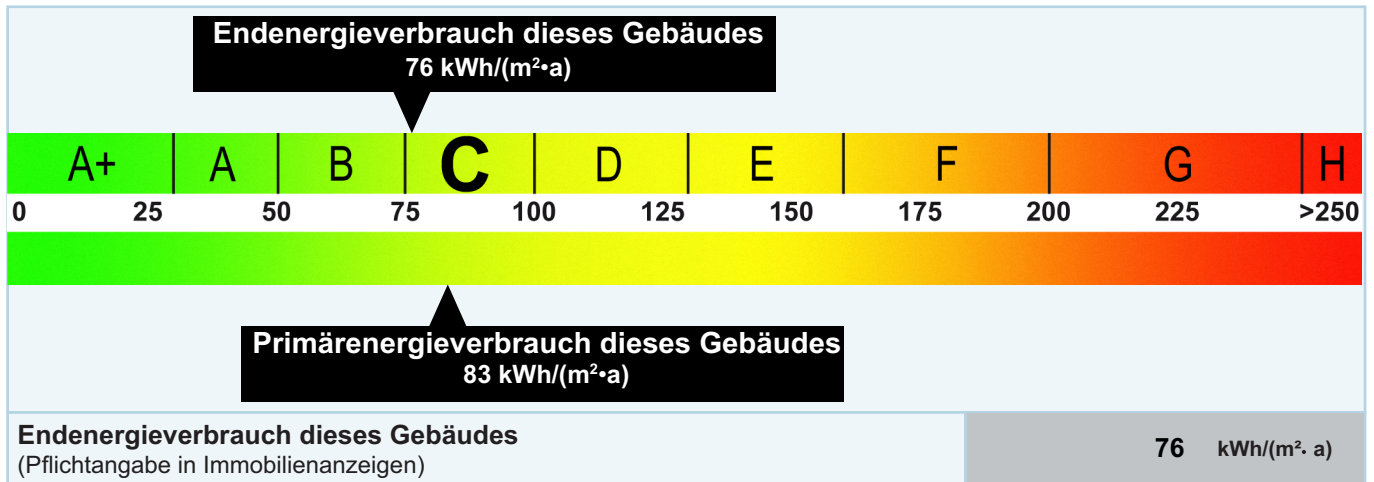 Endenergieverbrauch dieses Gebäudes
76 kWh/(m²•a)
A+ A B C D E F G H
0 25 50 75 100 125 150 175 200 225 >250
Primärenergieverbrauch dieses Gebäudes
83 kWh/(m²•a)
Endenergieverbrauch dieses Gebäudes
(Pflichtangabe in Immobilienanzeigen)
76 kWh/(m²· a)